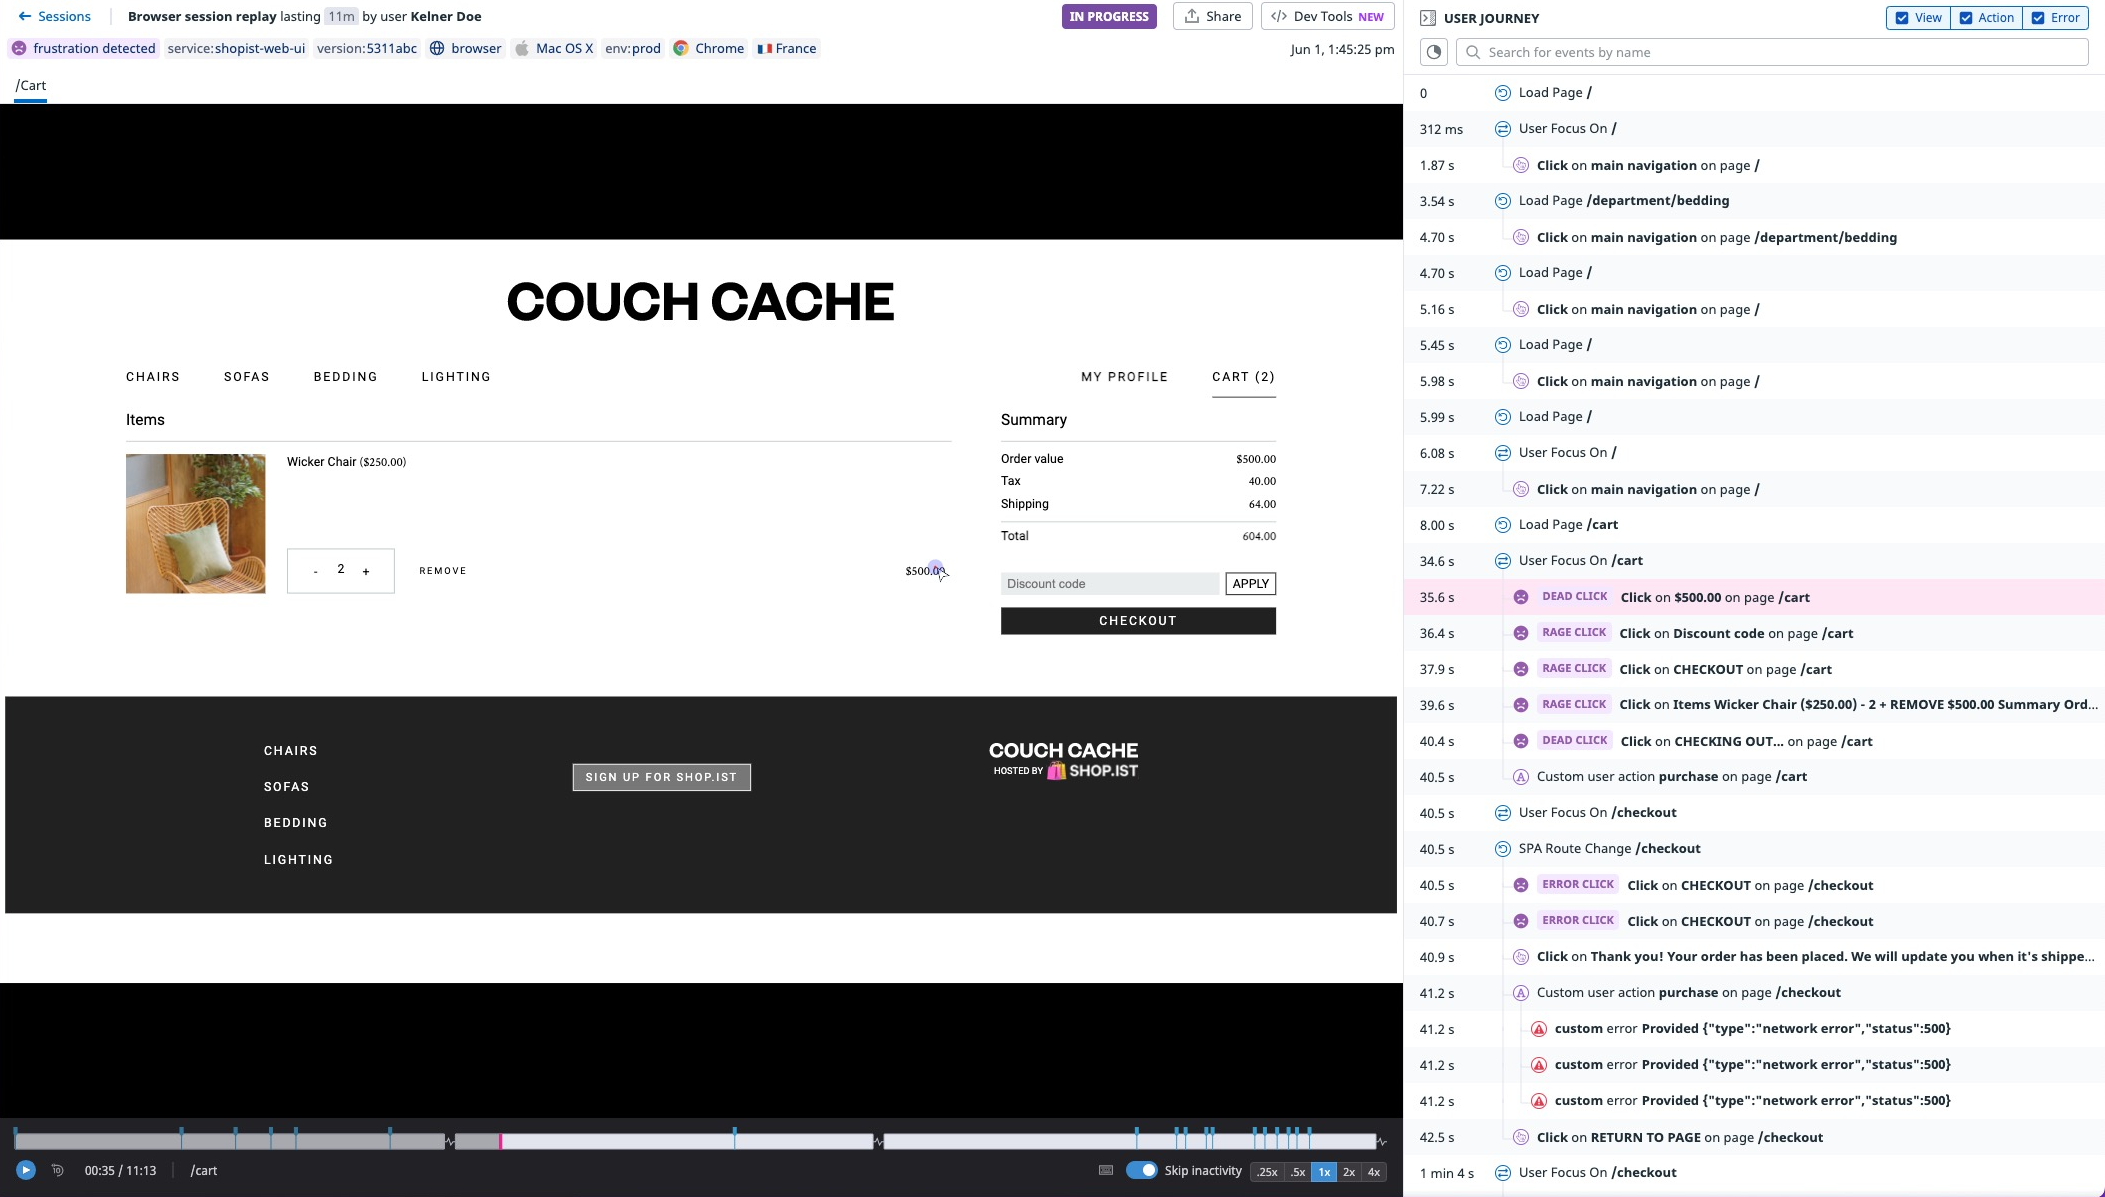 Sessions
Browser session replay lasting 11m by user Kelner Doe
IN PROGRESS
Share
Dev Tools NEW
frustration detected
service:shopist-web-ui
version:5311abc
browser
Mac OS X
env:prod
Chrome
France
Jun 1, 1:45:25 pm
/Cart
COUCH CACHE
CHAIRS
SOFAS
BEDDING
LIGHTING
MY PROFILE
CART (2)
Items
Wicker Chair ($250.00)
- 2 +
REMOVE
$500.00
Summary
Order value $500.00
Tax 40.00
Shipping 64.00
Total 604.00
Discount code
APPLY
CHECKOUT
CHAIRS
SOFAS
BEDDING
LIGHTING
SIGN UP FOR SHOP.IST
COUCH CACHE
HOSTED BY SHOP.IST
00:35 / 11:13
/cart
Skip inactivity
.25x .5x 1x 2x 4x
USER JOURNEY
View
Action
Error
Search for events by name
0 Load Page /
312 ms User Focus On /
1.87 s Click on main navigation on page /
3.54 s Load Page /department/bedding
4.70 s Click on main navigation on page /department/bedding
4.70 s Load Page /
5.16 s Click on main navigation on page /
5.45 s Load Page /
5.98 s Click on main navigation on page /
5.99 s Load Page /
6.08 s User Focus On /
7.22 s Click on main navigation on page /
8.00 s Load Page /cart
34.6 s User Focus On /cart
35.6 s DEAD CLICK Click on $500.00 on page /cart
36.4 s RAGE CLICK Click on Discount code on page /cart
37.9 s RAGE CLICK Click on CHECKOUT on page /cart
39.6 s RAGE CLICK Click on Items Wicker Chair ($250.00) - 2 + REMOVE $500.00 Summary Ord...
40.4 s DEAD CLICK Click on CHECKING OUT... on page /cart
40.5 s Custom user action purchase on page /cart
40.5 s User Focus On /checkout
40.5 s SPA Route Change /checkout
40.5 s ERROR CLICK Click on CHECKOUT on page /checkout
40.7 s ERROR CLICK Click on CHECKOUT on page /checkout
40.9 s Click on Thank you! Your order has been placed. We will update you when it's shippe...
41.2 s Custom user action purchase on page /checkout
41.2 s custom error Provided {"type":"network error","status":500}
41.2 s custom error Provided {"type":"network error","status":500}
41.2 s custom error Provided {"type":"network error","status":500}
42.5 s Click on RETURN TO PAGE on page /checkout
1 min 4 s User Focus On /checkout